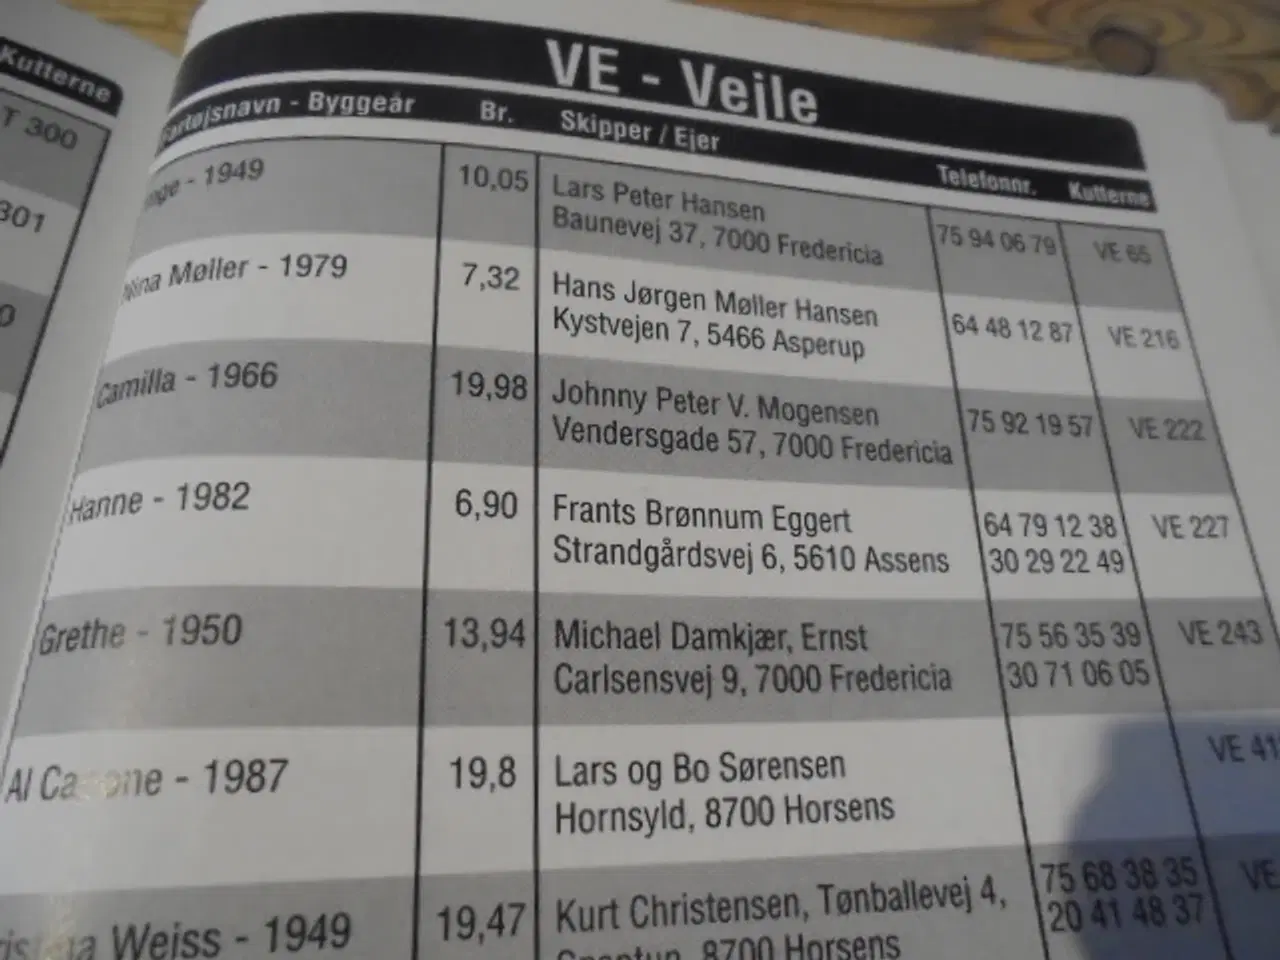 Kutterne
T 300
301
0
VE - Vejle
Fartøjsnavn - Byggeår Br. Skipper / Ejer Telefonnr. Kutterne
- 1949 10,05 Lars Peter Hansen 75 94 06 79 VE 65
Baunevej 37, 7000 Fredericia
Nina Møller - 1979 7,32 Hans Jørgen Møller Hansen 64 48 12 87 VE 216
Kystvejen 7, 5466 Asperup
Camilla - 1966 19,98 Johnny Peter V. Mogensen 75 92 19 57 VE 222
Vendersgade 57, 7000 Fredericia
Hanne - 1982 6,90 Frants Brønnum Eggert 64 79 12 38 VE 227
Strandgårdsvej 6, 5610 Assens 30 29 22 49
Grethe - 1950 13,94 Michael Damkjær, Ernst 75 56 35 39 VE 243
Carlsensvej 9, 7000 Fredericia 30 71 06 05
Al Capone - 1987 19,8 Lars og Bo Sørensen VE 41
Hornsyld, 8700 Horsens
Weiss - 1949 19,47 Kurt Christensen, Tønballevej 4, 75 68 38 35 VE
8700 Horsens 20 41 48 37